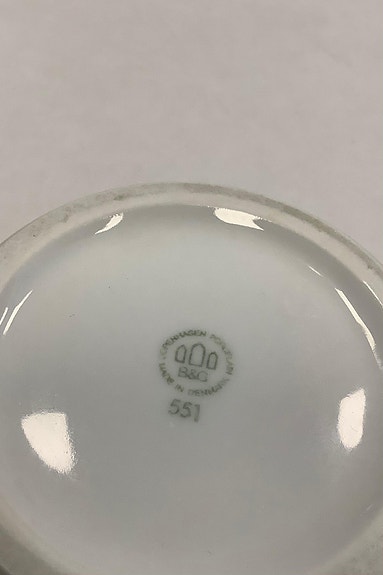 COPENHAGEN PORCELAIN
B&G
MADE IN DENMARK
551